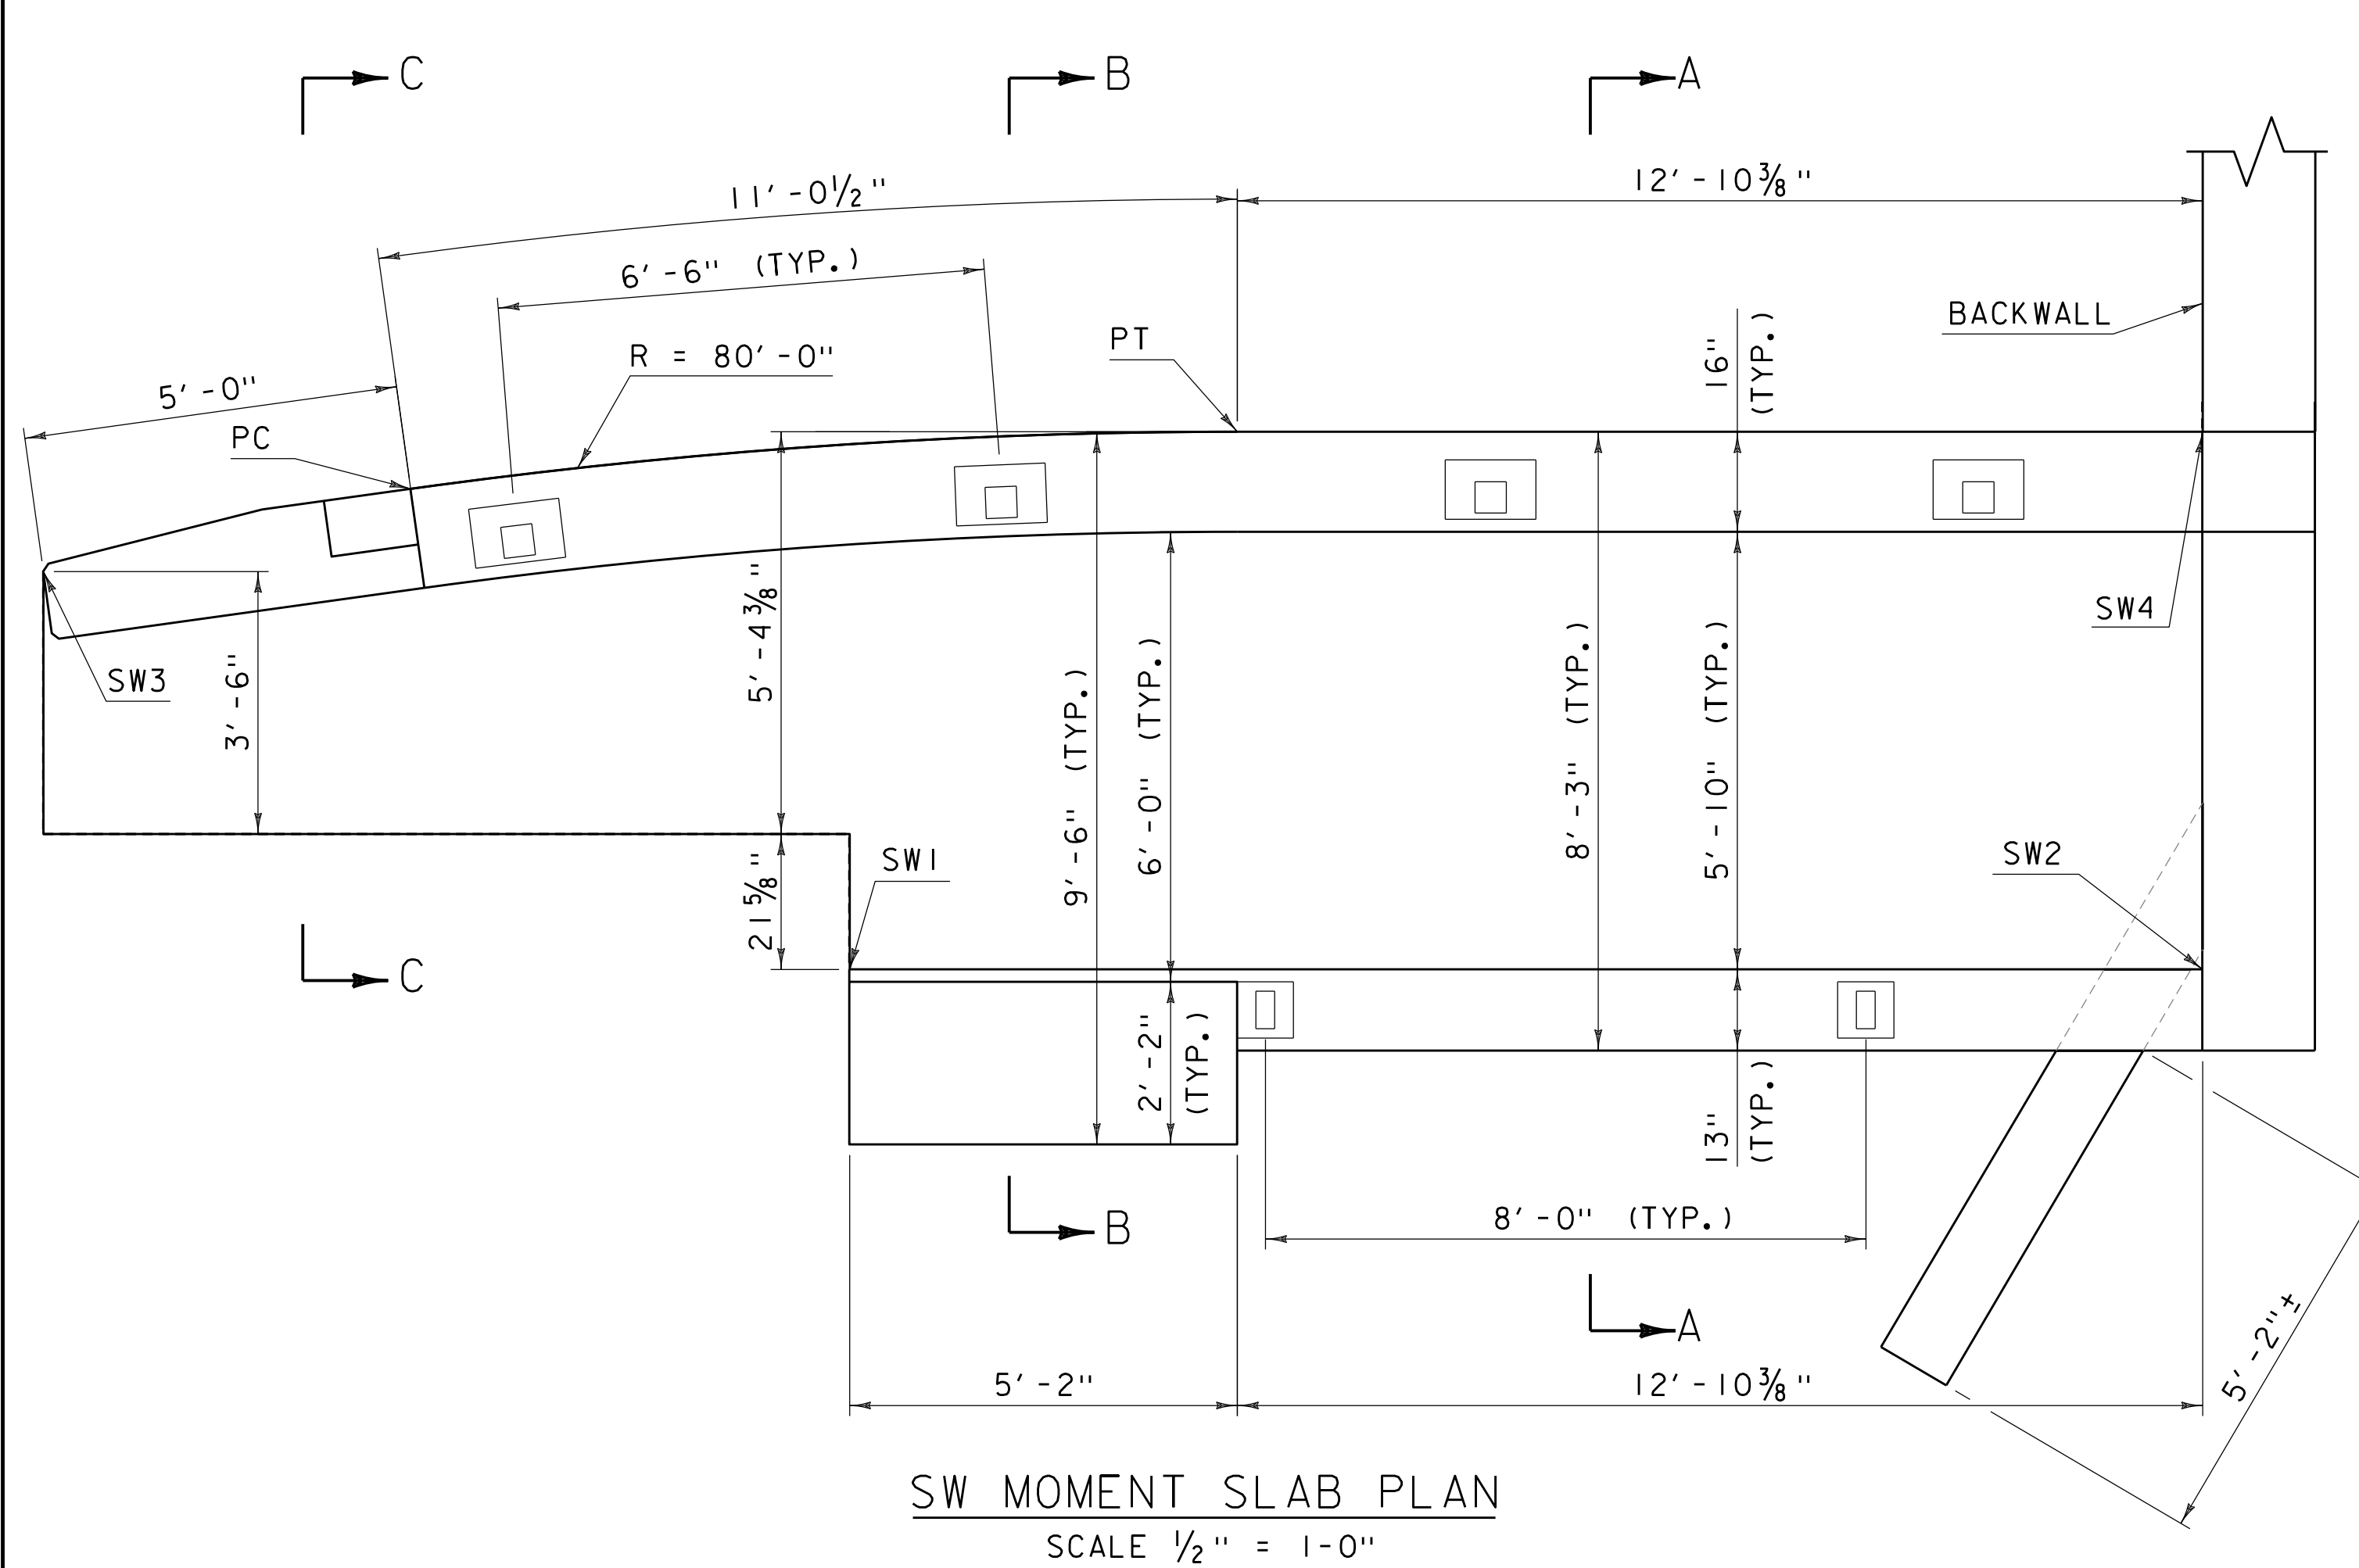 C
B
A
11'-0½"
12'-10⅜"
6'-6" (TYP.)
BACKWALL
16"
(TYP.)
PT
R = 80'-0"
5'-0"
PC
SW4
SW3
3'-6"
5'-4⅜"
9'-6" (TYP.)
6'-0" (TYP.)
8'-3" (TYP.)
5'-10" (TYP.)
SW2
SW1
21⅝"
C
2'-2"
(TYP.)
13"
(TYP.)
B
8'-0" (TYP.)
A
5'-2"±
5'-2"
12'-10⅜"
SW MOMENT SLAB PLAN
SCALE ½" = 1-0"